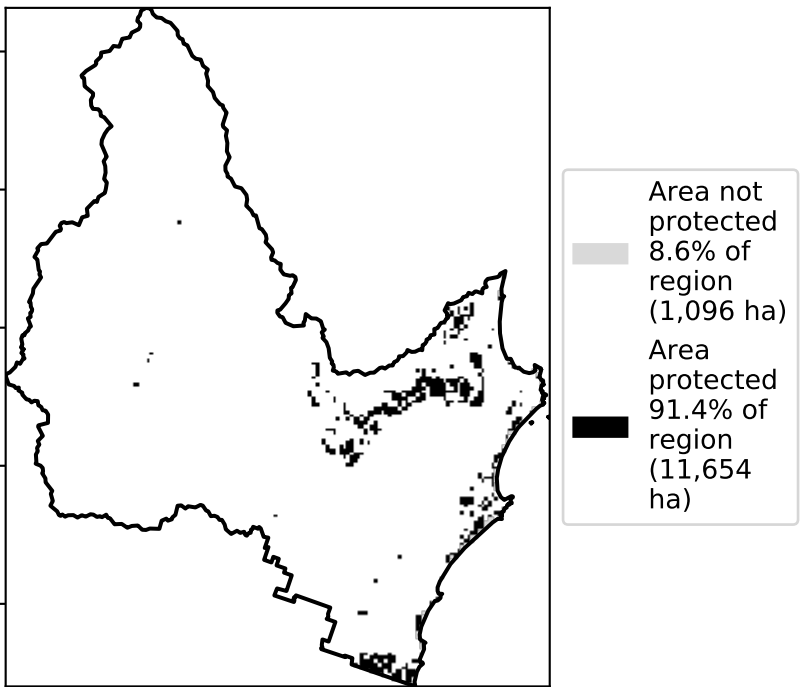 Area not
protected
8.6% of
region
(1,096 ha)
Area
protected
91.4% of
region
(11,654
ha)